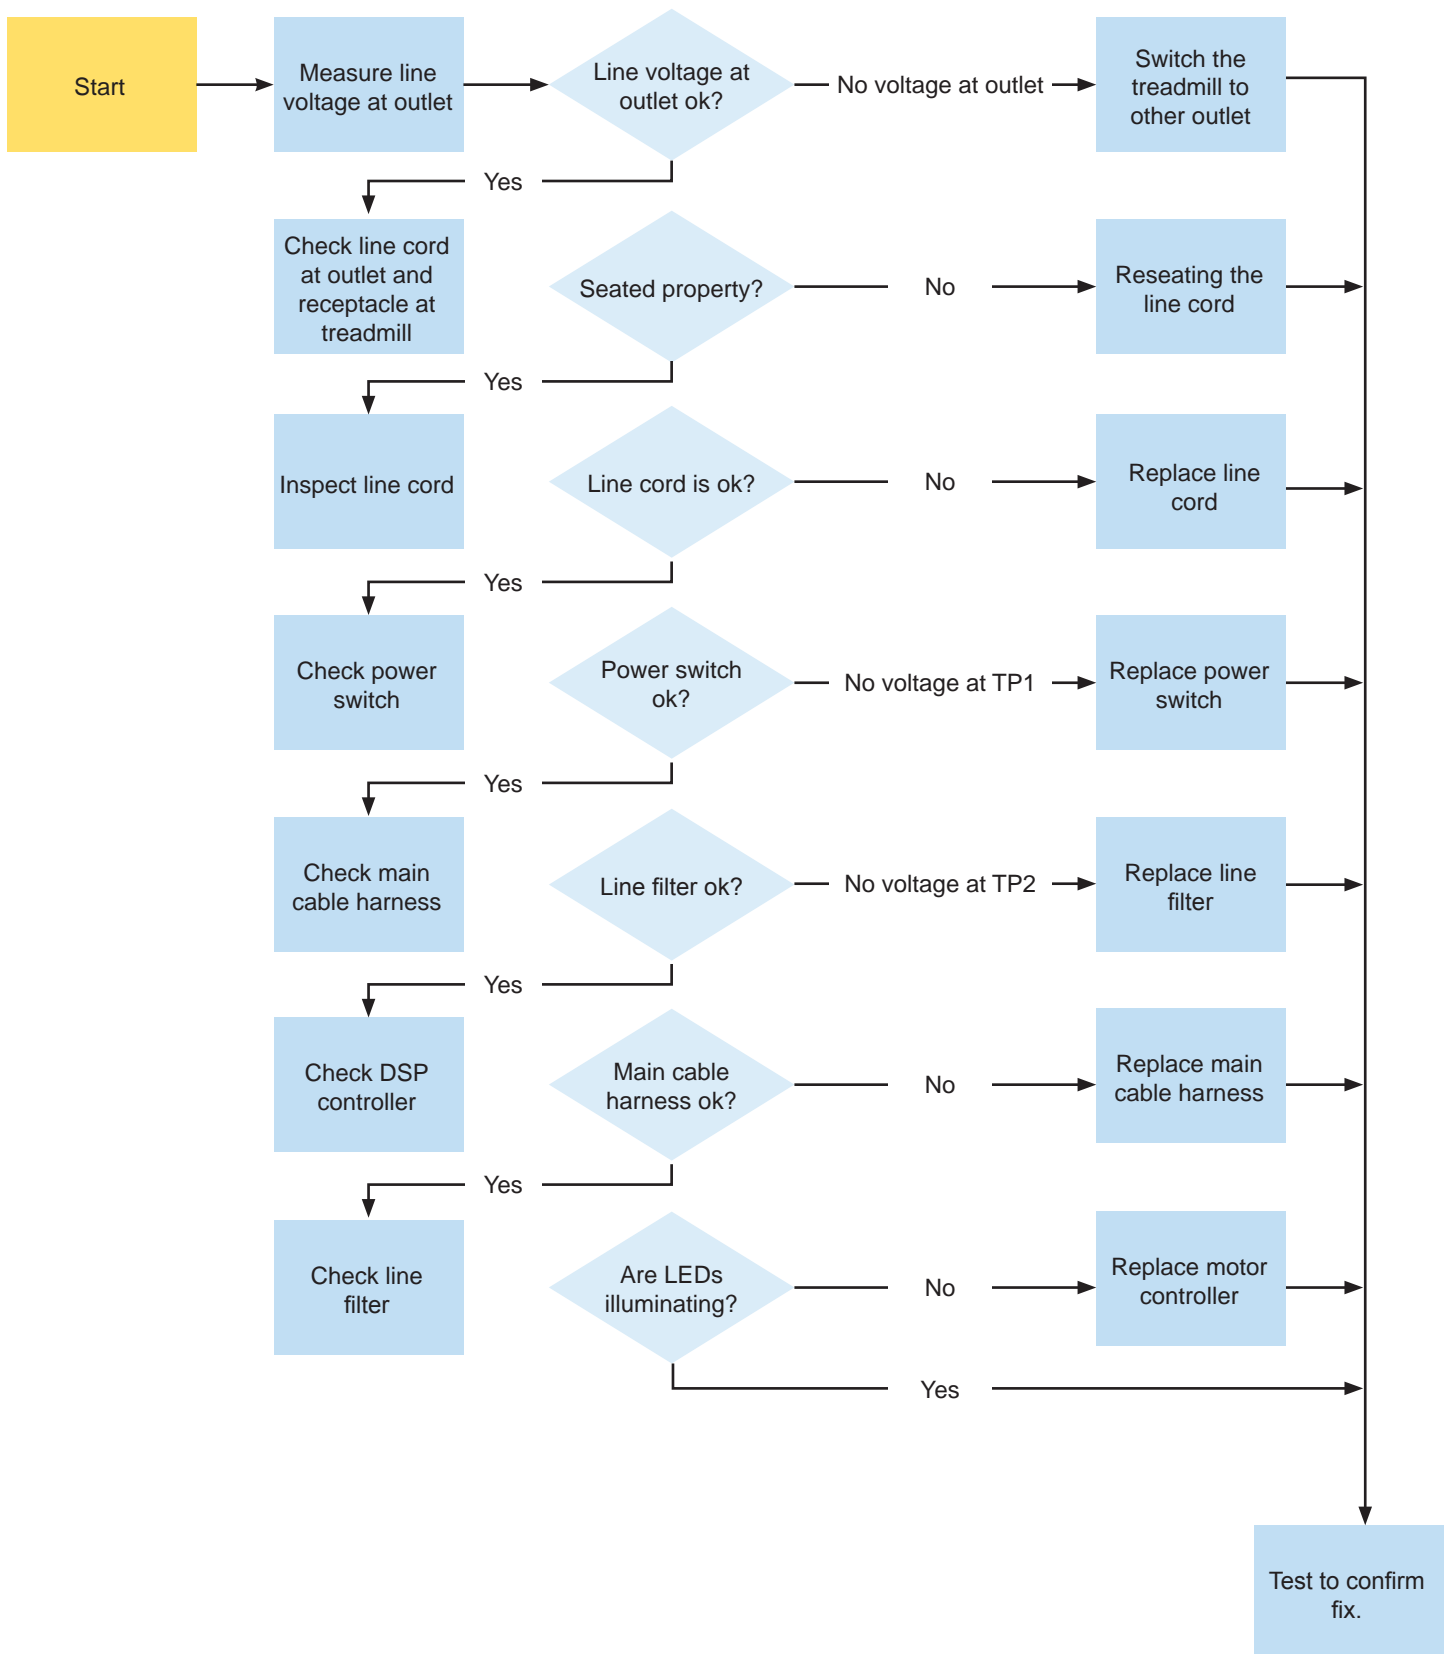 Start
Measure line
voltage at outlet
Line voltage at
outlet ok?
No voltage at outlet
Switch the
treadmill to
other outlet
Yes
Check line cord
at outlet and
receptacle at
treadmill
Seated property?
No
Reseating the
line cord
Yes
Inspect line cord
Line cord is ok?
No
Replace line
cord
Yes
Check power
switch
Power switch
ok?
No voltage at TP1
Replace power
switch
Yes
Check main
cable harness
Line filter ok?
No voltage at TP2
Replace line
filter
Yes
Check DSP
controller
Main cable
harness ok?
No
Replace main
cable harness
Yes
Check line
filter
Are LEDs
illuminating?
No
Replace motor
controller
Yes
Test to confirm
fix.